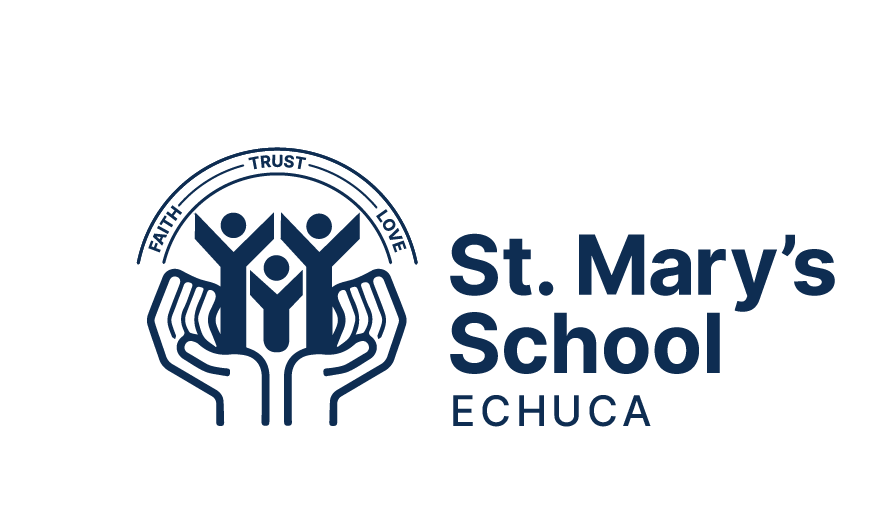 FAITH TRUST LOVE
St. Mary’s
School
ECHUCA